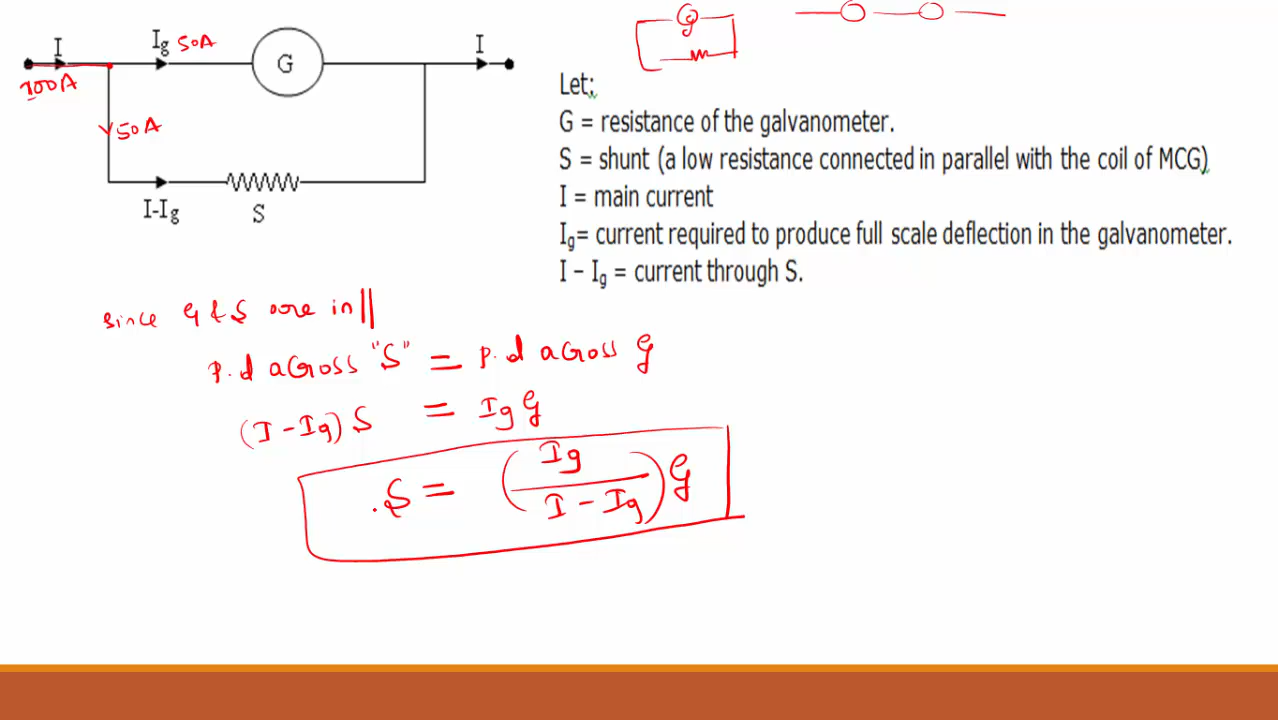 I
Ig 50A
G
I
100A
50A
I-Ig
S
G
Let;
G = resistance of the galvanometer.
S = shunt (a low resistance connected in parallel with the coil of MCG)
I = main current
Ig= current required to produce full scale deflection in the galvanometer.
I – Ig = current through S.
since G & S are in ||
P.d across "S" = P.d across G
(I-Ig) S = Ig G
S = (Ig / I - Ig) G